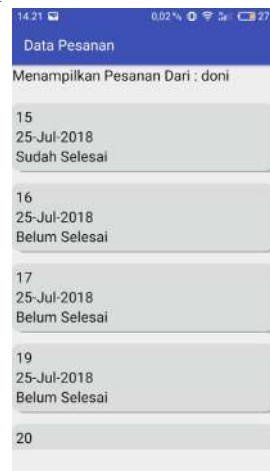 14.21 0,02% 27
Data Pesanan
Menampilkan Pesanan Dari : doni
15
25-Jul-2018
Sudah Selesai
16
25-Jul-2018
Belum Selesai
17
25-Jul-2018
Belum Selesai
19
25-Jul-2018
Belum Selesai
20